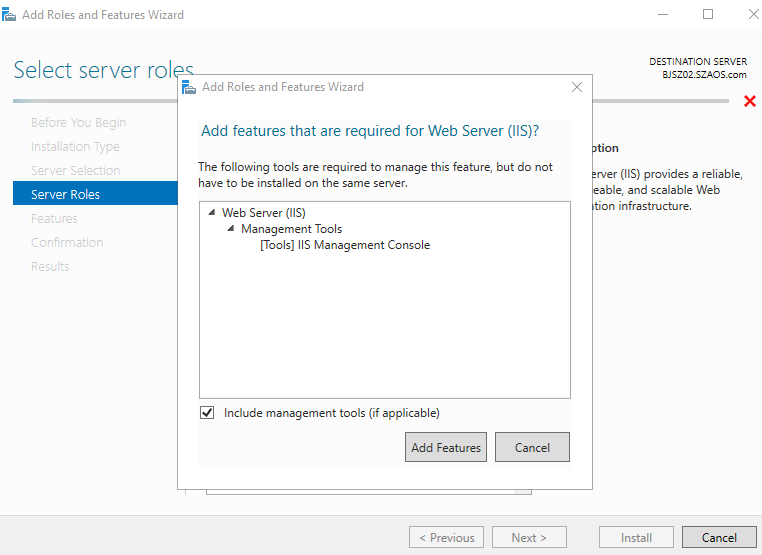 Add Roles and Features Wizard
Select server roles
DESTINATION SERVER
BJSZ02.SZAOS.com
Before You Begin
Installation Type
Server Selection
Server Roles
Features
Confirmation
Results
Add Roles and Features Wizard
Add features that are required for Web Server (IIS)?
The following tools are required to manage this feature, but do not
have to be installed on the same server.
Web Server (IIS)
Management Tools
[Tools] IIS Management Console
Include management tools (if applicable)
Add Features
Cancel
(IIS) provides a reliable,
and scalable Web
infrastructure.
< Previous
Next >
Install
Cancel